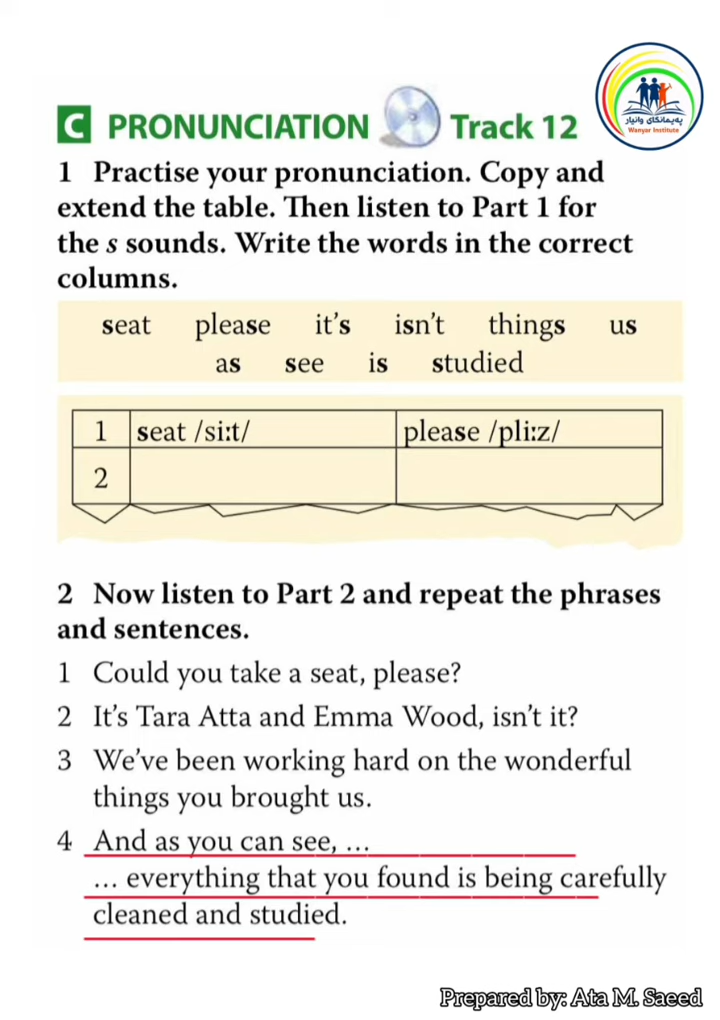 پەیمانگای وانیار
Wanyar Institute
C PRONUNCIATION Track 12
1 Practise your pronunciation. Copy and
extend the table. Then listen to Part 1 for
the s sounds. Write the words in the correct
columns.
seat please it's isn't things us
as see is studied
1 seat /siːt/ please /pliːz/
2
2 Now listen to Part 2 and repeat the phrases
and sentences.
1 Could you take a seat, please?
2 It's Tara Atta and Emma Wood, isn't it?
3 We've been working hard on the wonderful
things you brought us.
4 And as you can see, …
… everything that you found is being carefully
cleaned and studied.
Prepared by: Ata M. Saeed